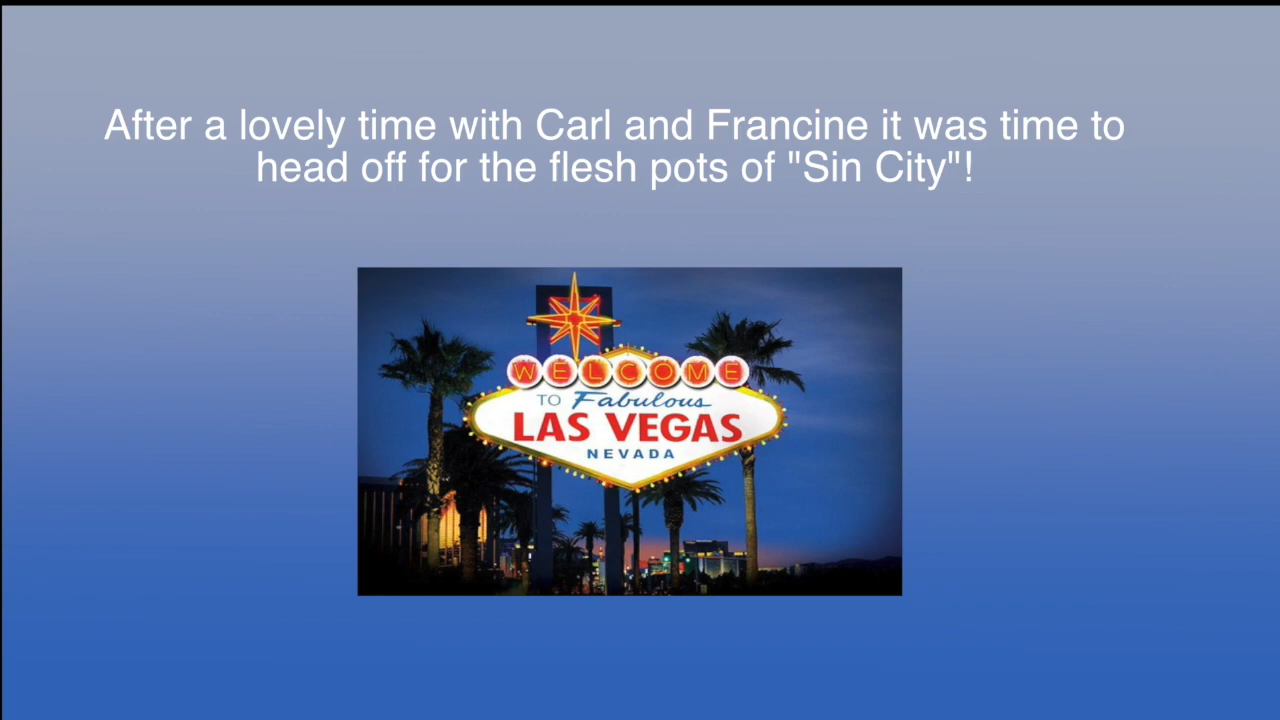 After a lovely time with Carl and Francine it was time to
head off for the flesh pots of "Sin City"!
WELCOME
TO Fabulous
LAS VEGAS
NEVADA